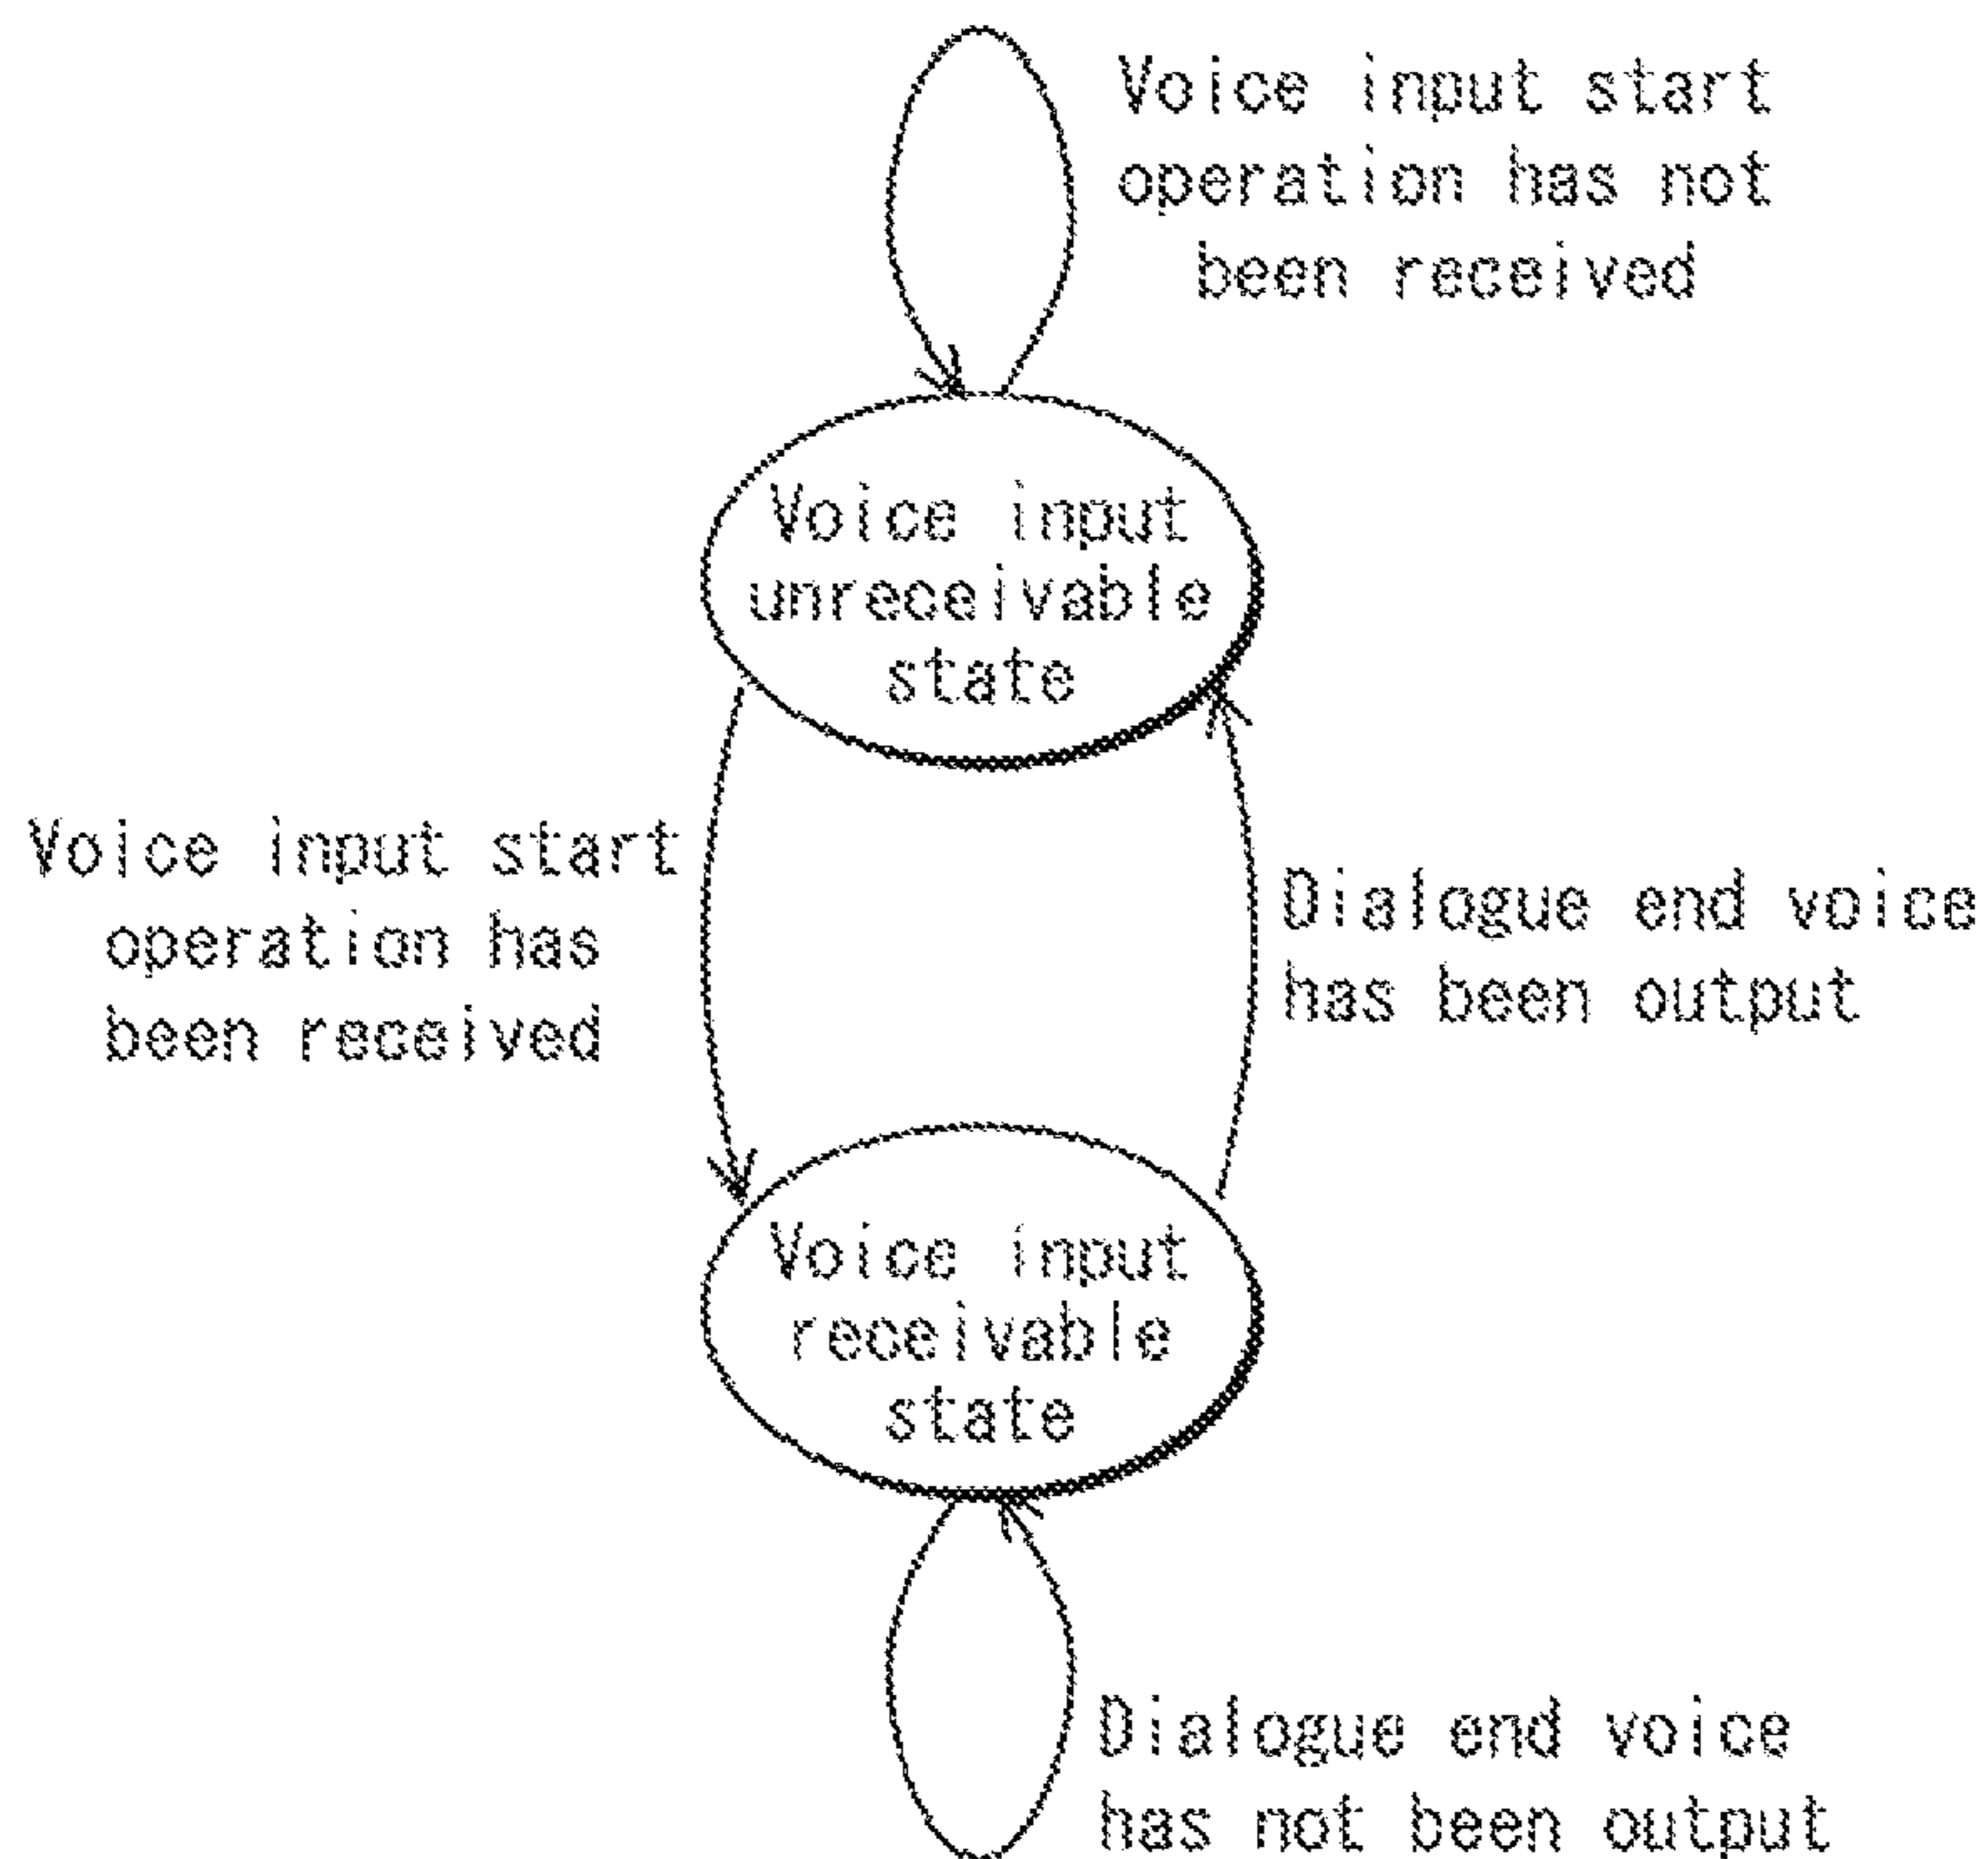 Voice input start
operation has not
been received
Voice input
unreceivable
state
Voice input start
operation has
been received
Dialogue end voice
has been output
Voice input
receivable
state
Dialogue end voice
has not been output